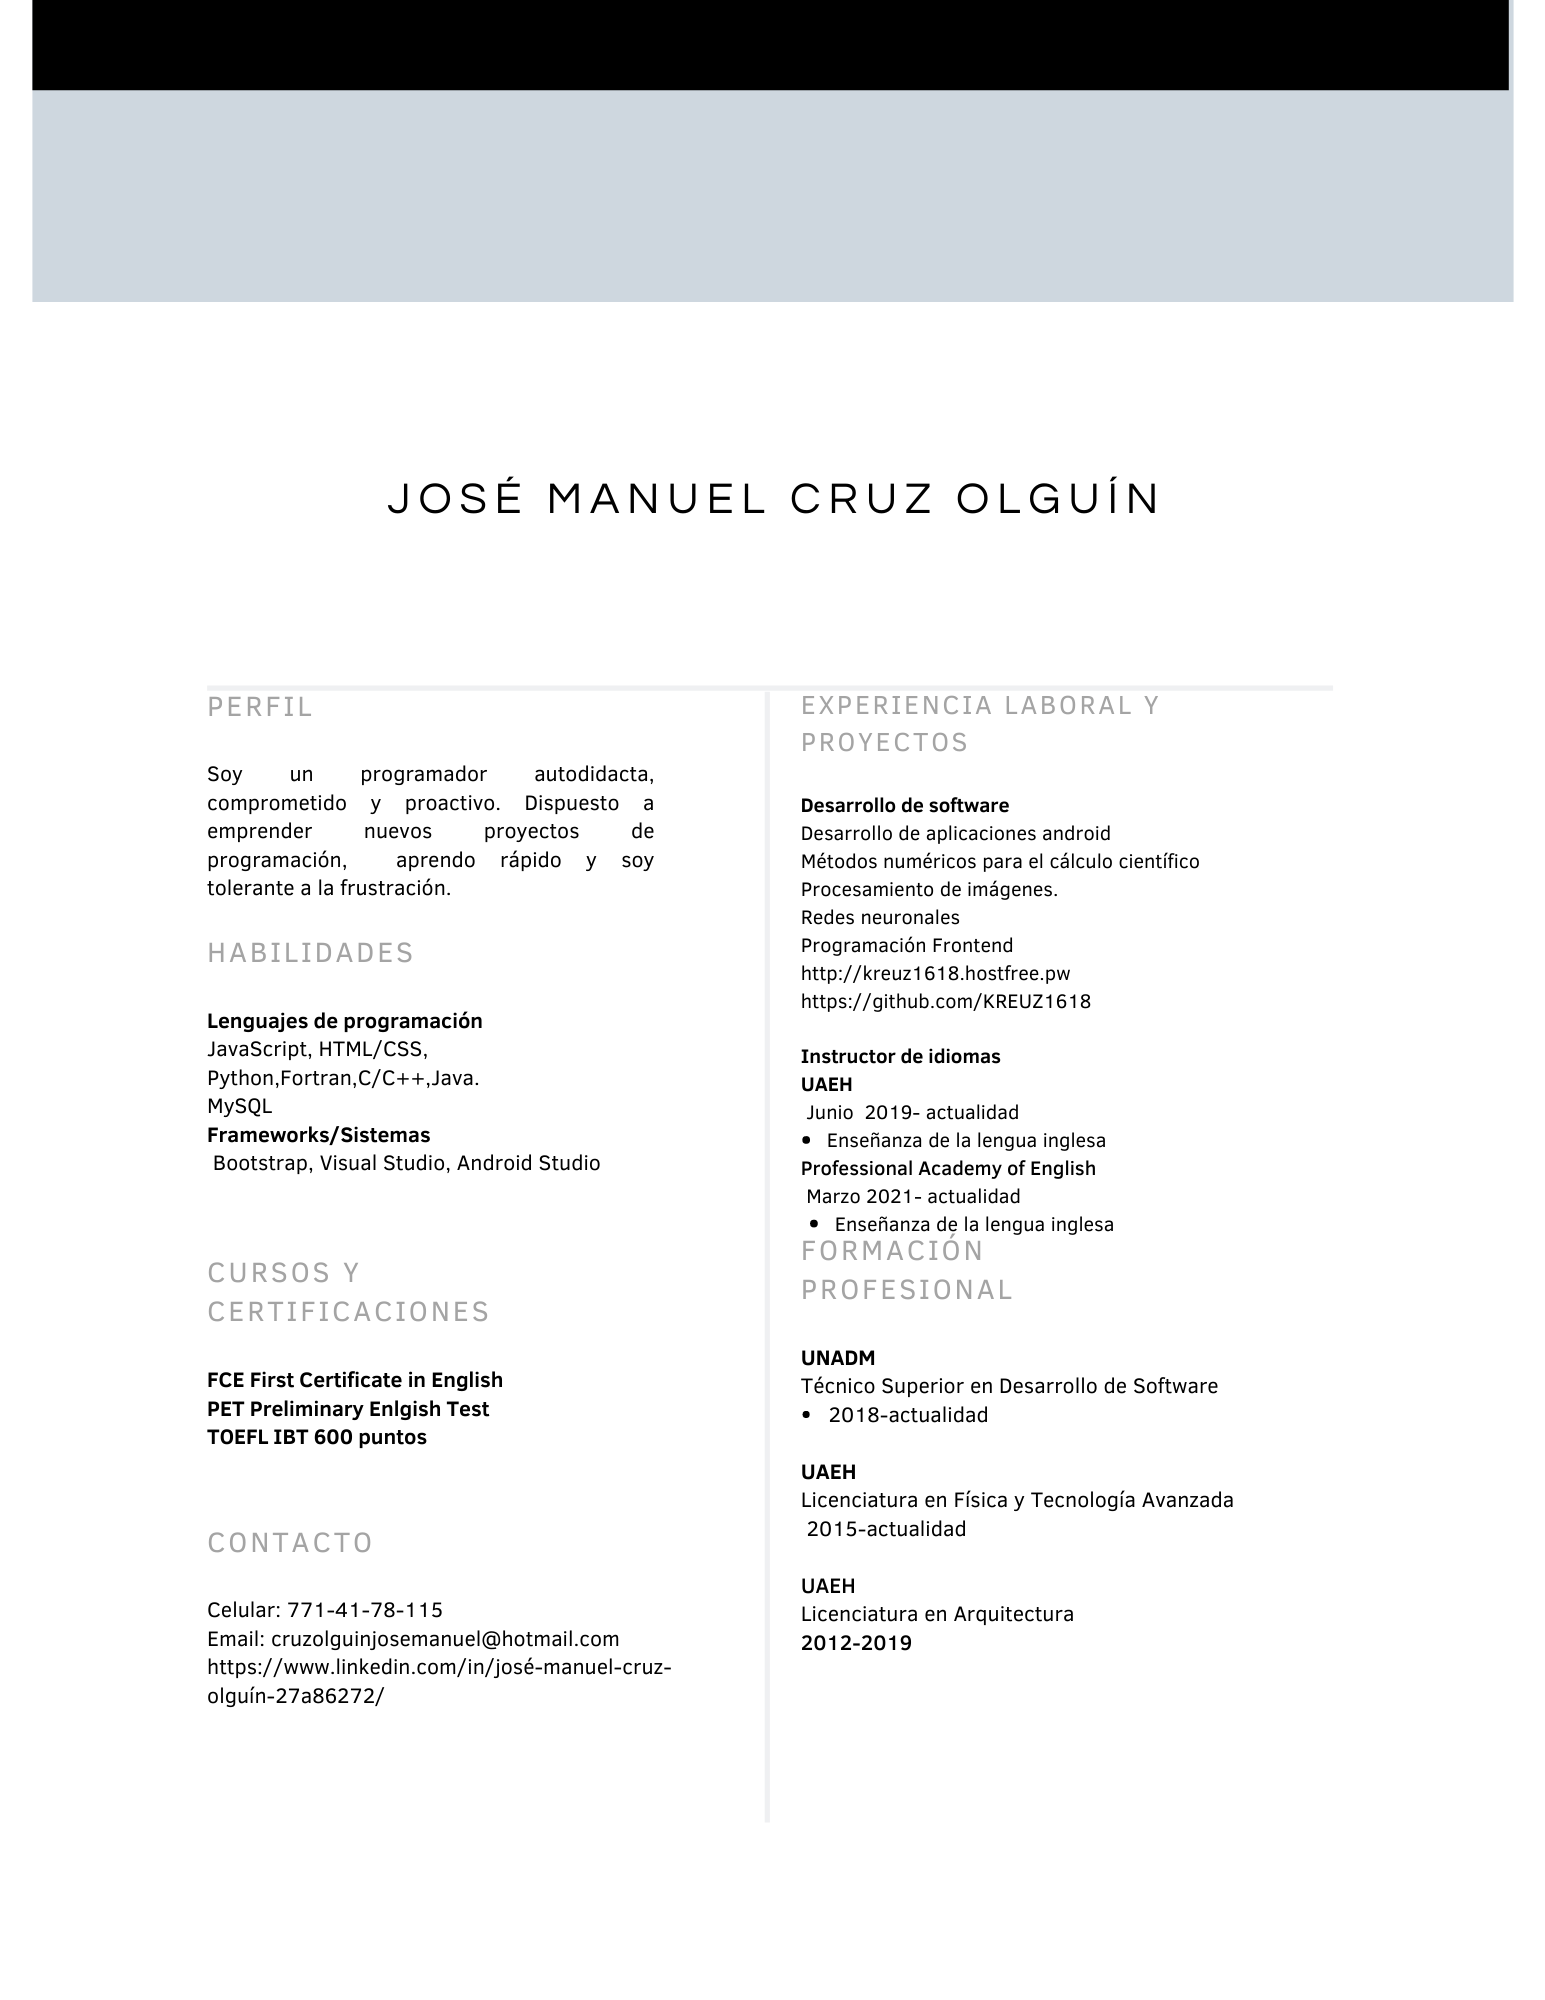 JOSÉ MANUEL CRUZ OLGUÍN
PERFIL
Soy un programador autodidacta,
comprometido y proactivo. Dispuesto a
emprender nuevos proyectos de
programación, aprendo rápido y soy
tolerante a la frustración.
HABILIDADES
Lenguajes de programación
JavaScript, HTML/CSS,
Python,Fortran,C/C++,Java.
MySQL
Frameworks/Sistemas
Bootstrap, Visual Studio, Android Studio
CURSOS Y
CERTIFICACIONES
FCE First Certificate in English
PET Preliminary Enlgish Test
TOEFL IBT 600 puntos
CONTACTO
Celular: 771-41-78-115
Email: cruzolguinjosemanuel@hotmail.com
https://www.linkedin.com/in/josé-manuel-cruz-
olguín-27a86272/
EXPERIENCIA LABORAL Y
PROYECTOS
Desarrollo de software
Desarrollo de aplicaciones android
Métodos numéricos para el cálculo científico
Procesamiento de imágenes.
Redes neuronales
Programación Frontend
http://kreuz1618.hostfree.pw
https://github.com/KREUZ1618
Instructor de idiomas
UAEH
Junio 2019- actualidad
• Enseñanza de la lengua inglesa
Professional Academy of English
Marzo 2021- actualidad
• Enseñanza de la lengua inglesa
FORMACIÓN
PROFESIONAL
UNADM
Técnico Superior en Desarrollo de Software
• 2018-actualidad
UAEH
Licenciatura en Física y Tecnología Avanzada
2015-actualidad
UAEH
Licenciatura en Arquitectura
2012-2019